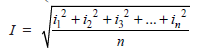 I = √((i₁² + i₂² + i₃² + ... + iₙ²) / n)